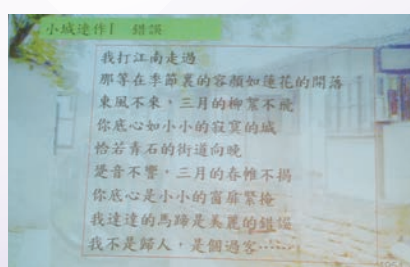 小城連作I 錯誤
我打江南走過
那等在季節裏的容顏如蓮花的開落
東風不來，三月的柳絮不飛
你底心如小小的寂寞的城
恰若青石的街道向晚
跫音不響，三月的春帷不揭
你底心是小小的窗扉緊掩
我達達的馬蹄是美麗的錯誤
我不是歸人，是個過客……